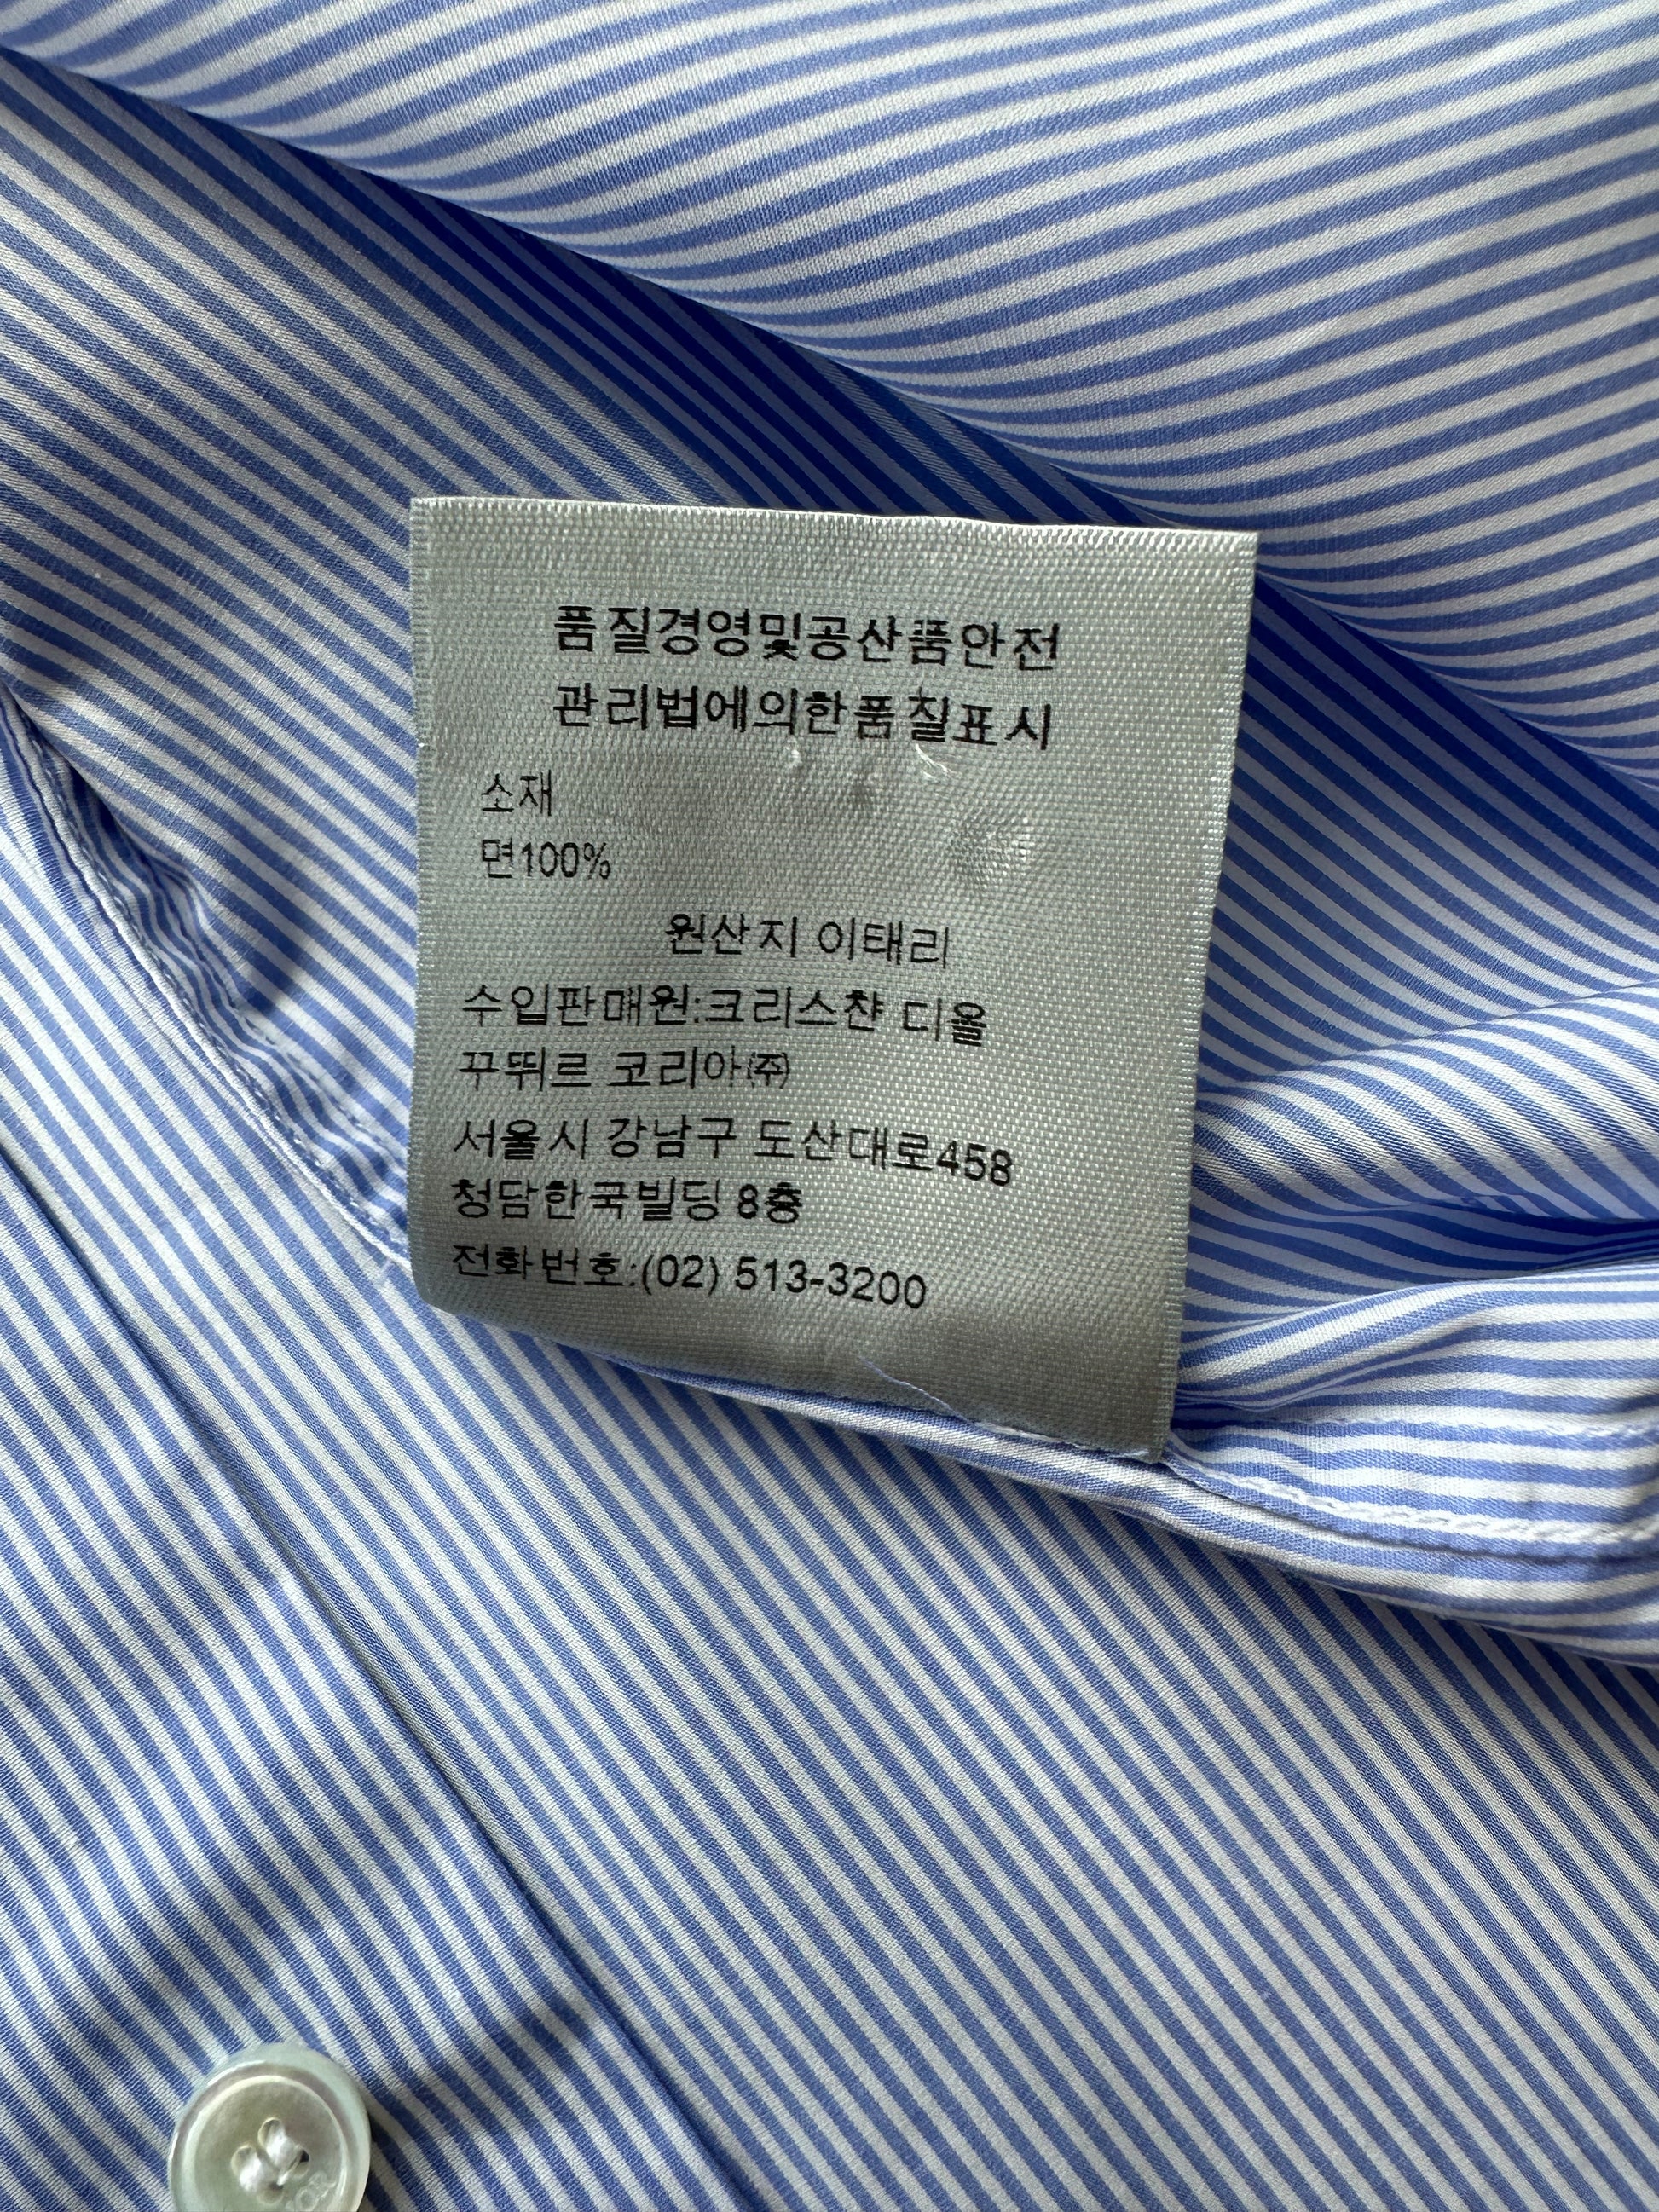 품질경영및공산품안전
관리법에의한품질표시
소재
면100%
원산지 이태리
수입판매원:크리스챤 디올
꾸뛰르 코리아㈜
서울시 강남구 도산대로458
청담한국빌딩 8층
전화번호:(02) 513-3200